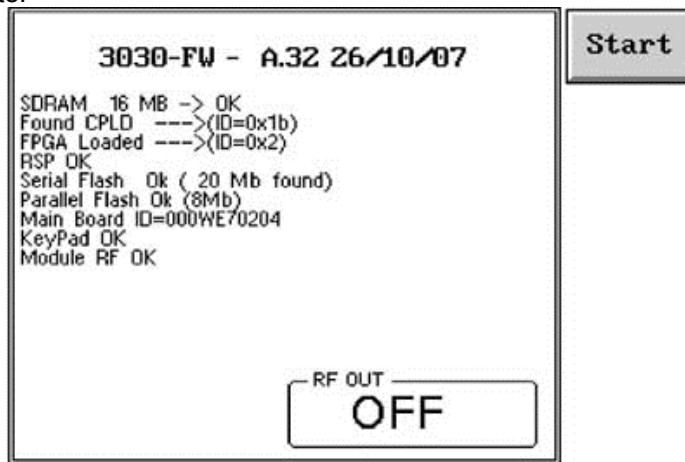 3030-FW - A.32 26/10/07
Start
SDRAM 16 MB -> OK
Found CPLD --->(ID=0x1b)
FPGA Loaded --->(ID=0x2)
RSP OK
Serial Flash Ok ( 20 Mb found)
Parallel Flash Ok (8Mb)
Main Board ID=000WE70204
KeyPad OK
Module RF OK
RF OUT
OFF